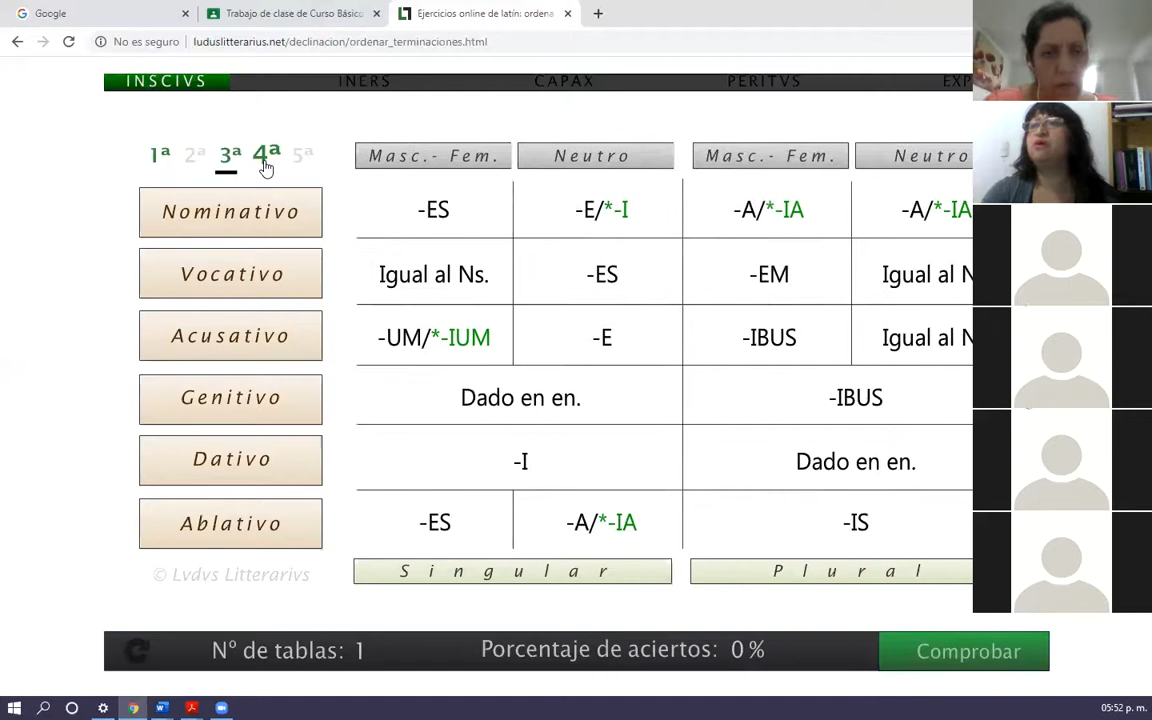 Google
Trabajo de clase de Curso Básico
Ejercicios online de latín: ordena
No es seguro
luduslitterarius.net/declinacion/ordenar_terminaciones.html
INSCIVS INERS CAPAX PERITVS EXP
1ª 2ª 3ª 4ª 5ª
Masc.- Fem. Neutro Masc.- Fem. Neutro
Nominativo -ES -E/*-I -A/*-IA -A/*-IA
Vocativo Igual al Ns. -ES -EM Igual al N
Acusativo -UM/*-IUM -E -IBUS Igual al N
Genitivo Dado en en. -IBUS
Dativo -I Dado en en.
Ablativo -ES -A/*-IA -IS
© Lvdvs Litterarivs Singular Plural
Nº de tablas: 1 Porcentaje de aciertos: 0 % Comprobar
05:52 p. m.